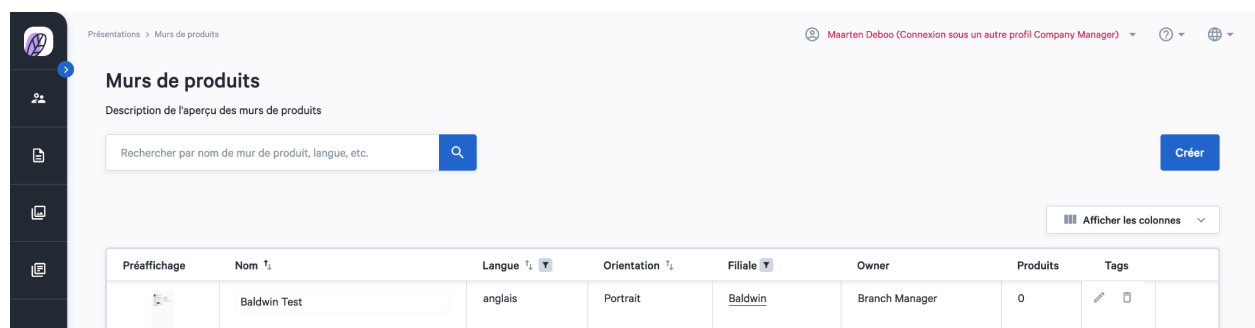 Présentations > Murs de produits
Maarten Deboo (Connexion sous un autre profil Company Manager)
Murs de produits
Description de l'aperçu des murs de produits
Rechercher par nom de mur de produit, langue, etc.
Créer
Afficher les colonnes
Préaffichage Nom Langue Orientation Filiale Owner Produits Tags
Baldwin Test anglais Portrait Baldwin Branch Manager 0